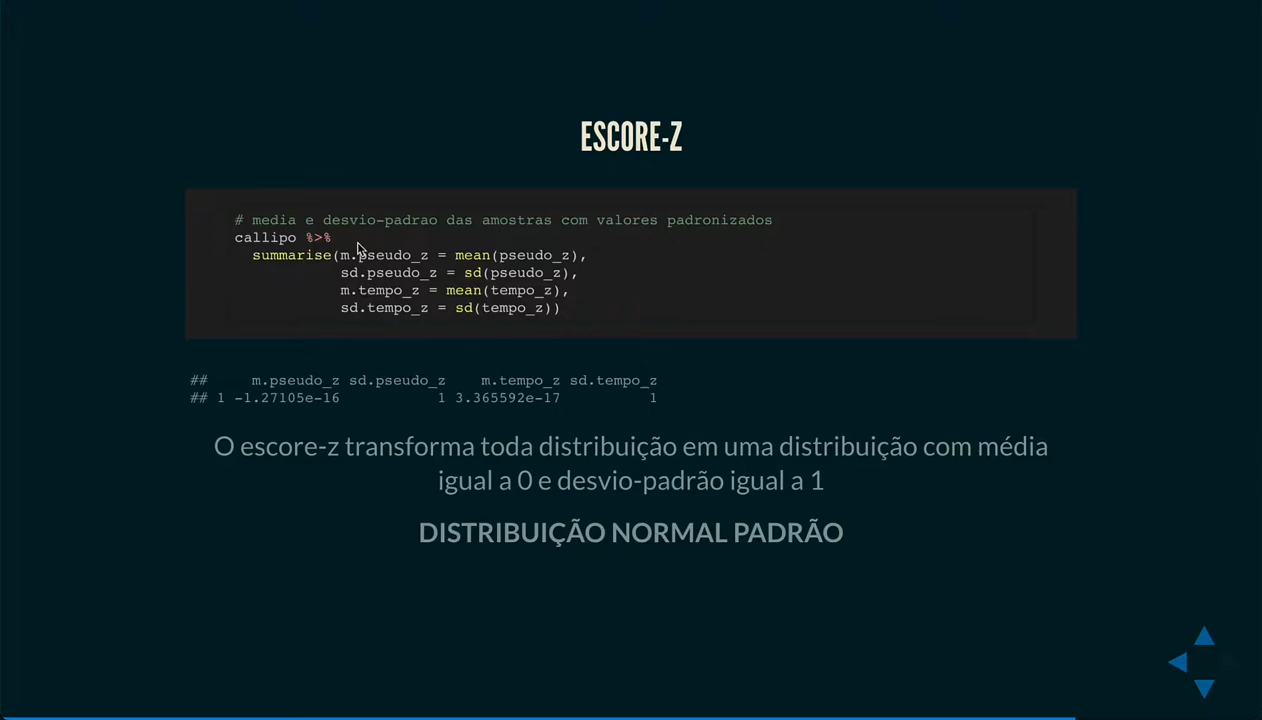 ESCORE-Z
# media e desvio-padrao das amostras com valores padronizados
callipo %>%
summarise(m.pseudo_z = mean(pseudo_z),
sd.pseudo_z = sd(pseudo_z),
m.tempo_z = mean(tempo_z),
sd.tempo_z = sd(tempo_z))
## m.pseudo_z sd.pseudo_z m.tempo_z sd.tempo_z
## 1 -1.27105e-16 1 3.365592e-17 1
O escore-z transforma toda distribuição em uma distribuição com média
igual a 0 e desvio-padrão igual a 1
DISTRIBUIÇÃO NORMAL PADRÃO